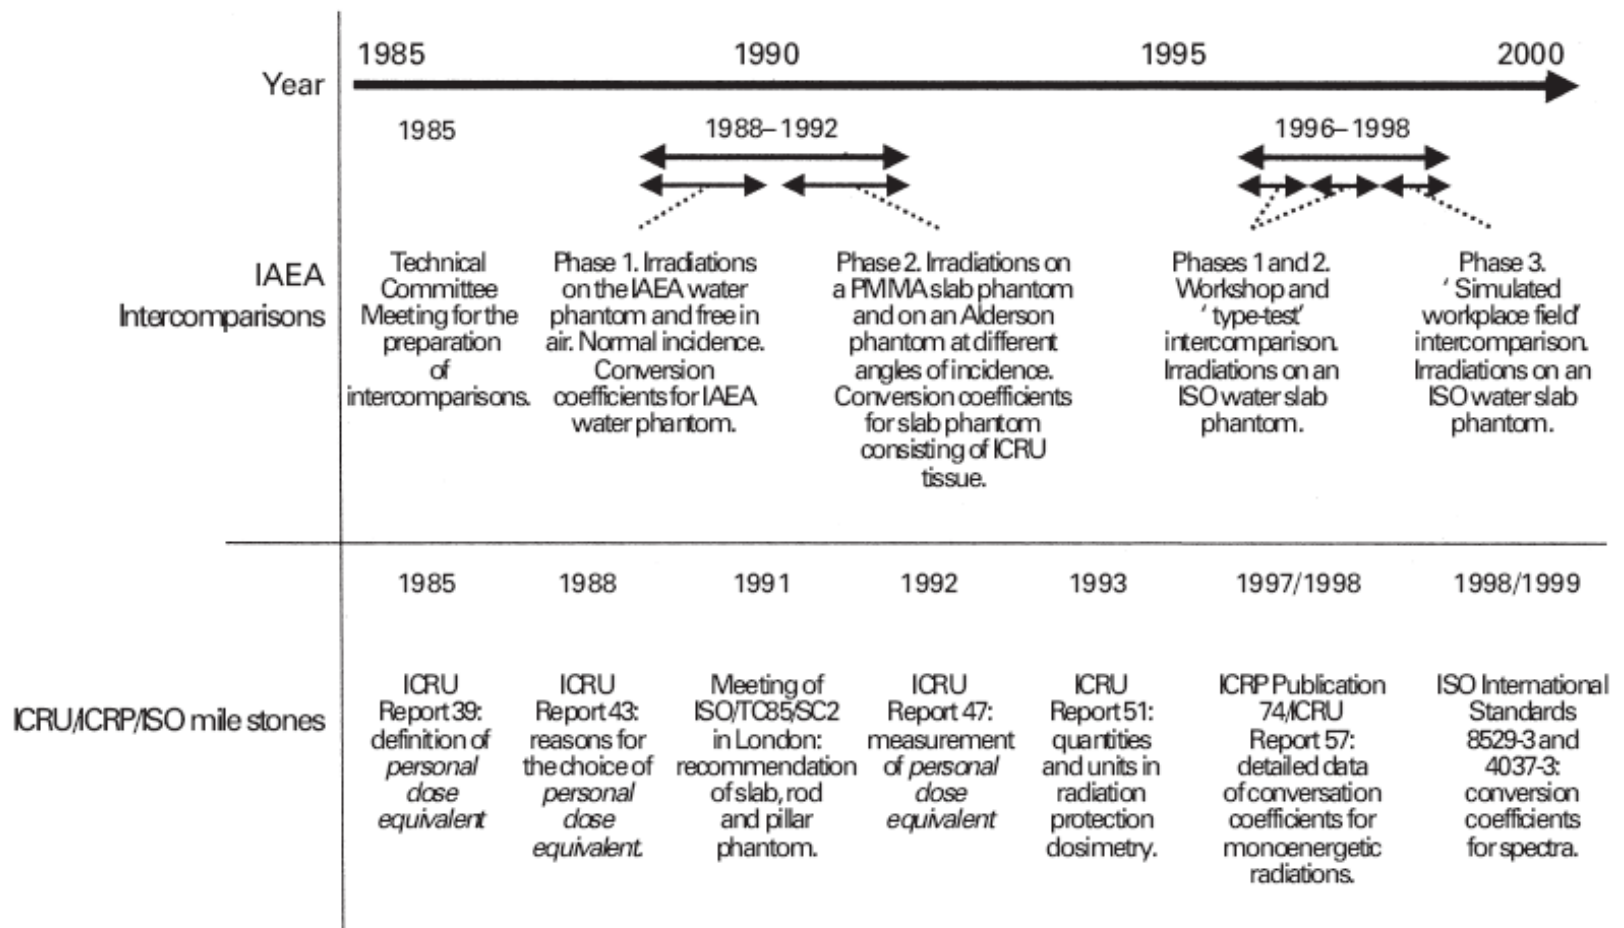 1985 1990 1995 2000
Year
1985 1988–1992 1996–1998
IAEA
Intercomparisons
Technical
Committee
Meeting for the
preparation
of
intercomparisons.
Phase 1. Irradiations
on the IAEA water
phantom and free in
air. Normal incidence.
Conversion
coefficients for IAEA
water phantom.
Phase 2. Irradiations on
a PMMA slab phantom
and on an Alderson
phantom at different
angles of incidence.
Conversion coefficients
for slab phantom
consisting of ICRU
tissue.
Phases 1 and 2.
Workshop and
'type-test'
intercomparison.
Irradiations on an
ISO water slab
phantom.
Phase 3.
'Simulated
workplace field'
intercomparison.
Irradiations on an
ISO water slab
phantom.
ICRU/ICRP/ISO mile stones
1985
ICRU
Report 39:
definition of
personal
dose
equivalent
1988
ICRU
Report 43:
reasons for
the choice of
personal
dose
equivalent.
1991
Meeting of
ISO/TC85/SC2
in London:
recommendation
of slab, rod
and pillar
phantom.
1992
ICRU
Report 47:
measurement
of personal
dose
equivalent
1993
ICRU
Report 51:
quantities
and units in
radiation
protection
dosimetry.
1997/1998
ICRP Publication
74/ICRU
Report 57:
detailed data
of conversation
coefficients for
monoenergetic
radiations.
1998/1999
ISO International
Standards
8529-3 and
4037-3:
conversion
coefficients
for spectra.